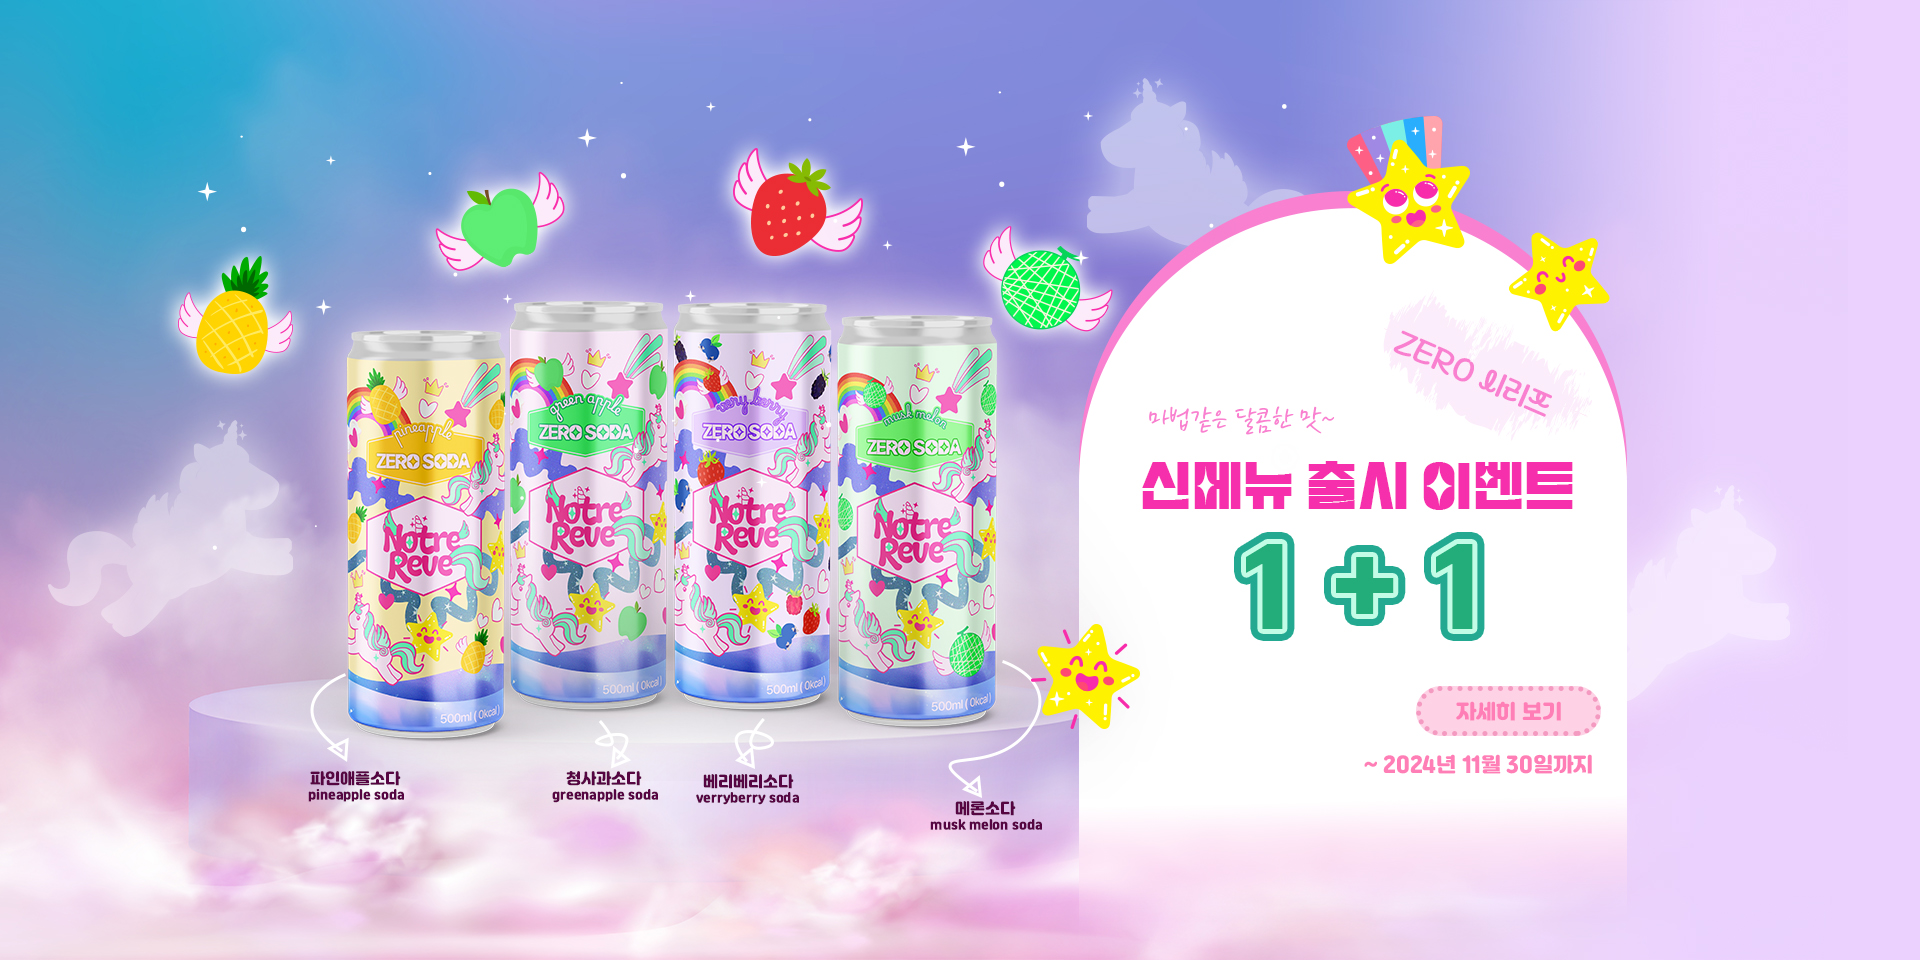 pineapple
ZERO SODA
Notre
Reve
500ml ( 0kcal )
green apple
ZERO SODA
Notre
Reve
500ml ( 0kcal )
very berry
ZERO SODA
Notre
Reve
500ml ( 0kcal )
musk melon
ZERO SODA
Notre
Reve
500ml ( 0kcal )
파인애플소다
pineapple soda
청사과소다
greenapple soda
베리베리소다
verryberry soda
메론소다
musk melon soda
ZERO 외리프
마법같은 달콤한 맛~
신메뉴 출시 이벤트
1+1
자세히 보기
~ 2024년 11월 30일까지